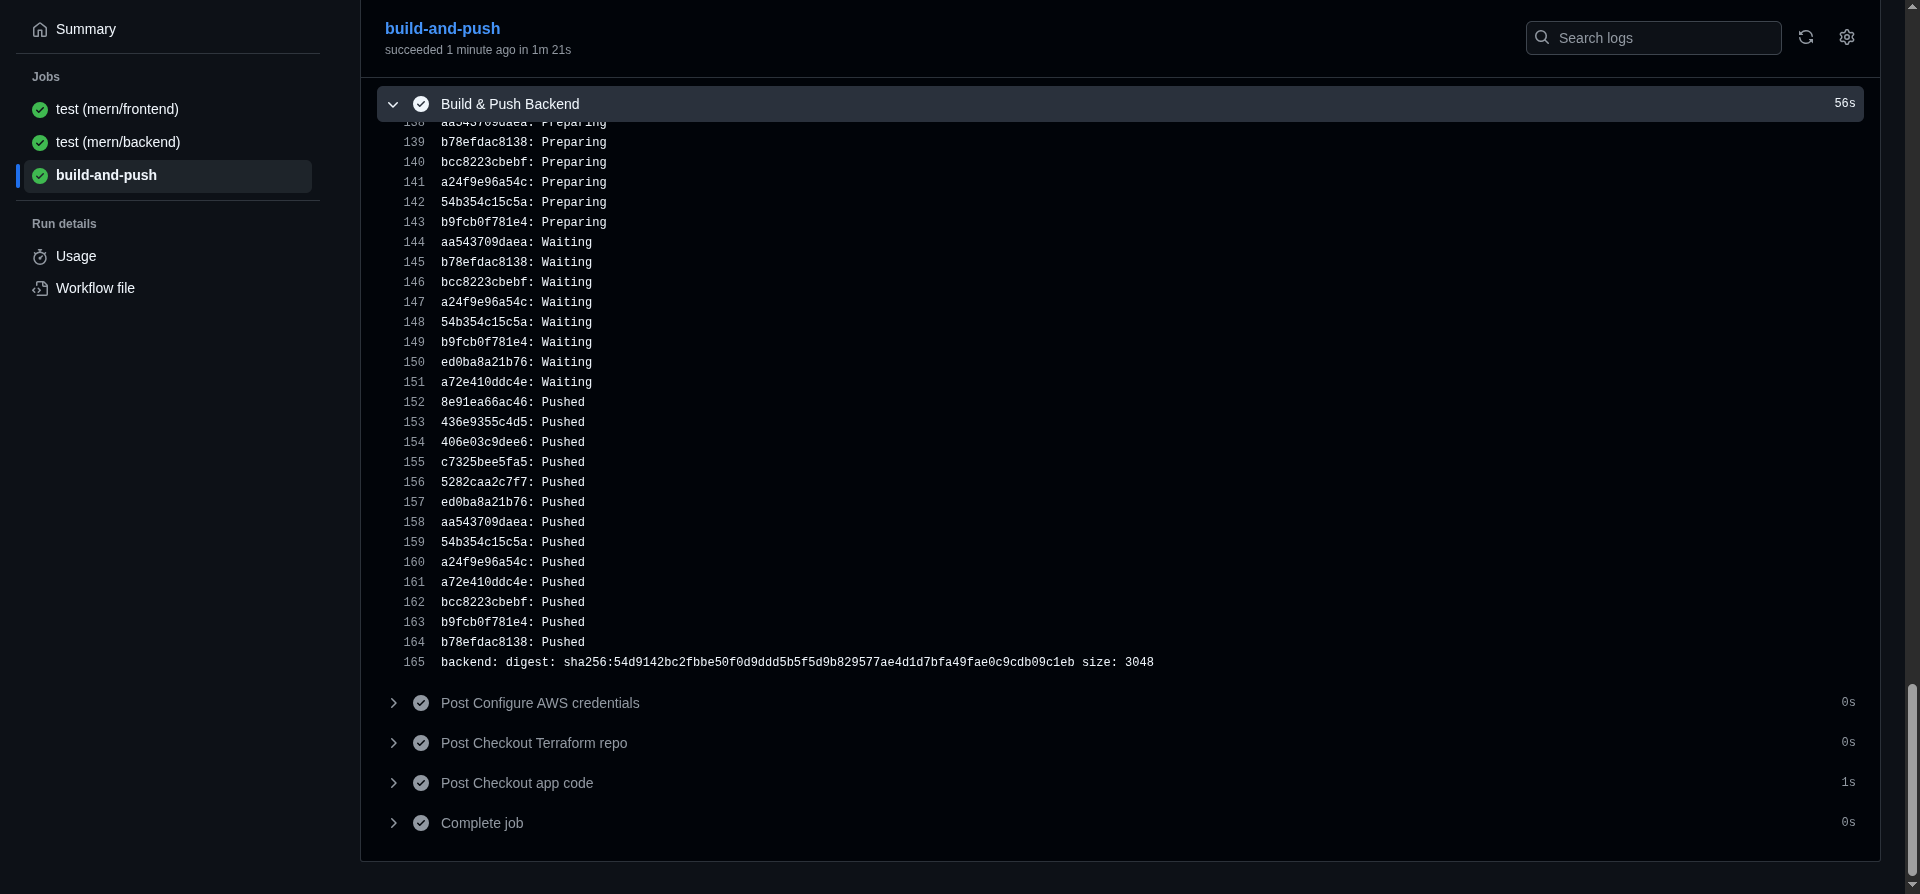 Summary
Jobs
test (mern/frontend)
test (mern/backend)
build-and-push
Run details
Usage
Workflow file
build-and-push
succeeded 1 minute ago in 1m 21s
Search logs
Build & Push Backend 56s
138 aa543709daea: Preparing
139 b78efdac8138: Preparing
140 bcc8223cbebf: Preparing
141 a24f9e96a54c: Preparing
142 54b354c15c5a: Preparing
143 b9fcb0f781e4: Preparing
144 aa543709daea: Waiting
145 b78efdac8138: Waiting
146 bcc8223cbebf: Waiting
147 a24f9e96a54c: Waiting
148 54b354c15c5a: Waiting
149 b9fcb0f781e4: Waiting
150 ed0ba8a21b76: Waiting
151 a72e410ddc4e: Waiting
152 8e91ea66ac46: Pushed
153 436e9355c4d5: Pushed
154 406e03c9dee6: Pushed
155 c7325bee5fa5: Pushed
156 5282caa2c7f7: Pushed
157 ed0ba8a21b76: Pushed
158 aa543709daea: Pushed
159 54b354c15c5a: Pushed
160 a24f9e96a54c: Pushed
161 a72e410ddc4e: Pushed
162 bcc8223cbebf: Pushed
163 b9fcb0f781e4: Pushed
164 b78efdac8138: Pushed
165 backend: digest: sha256:54d9142bc2fbbe50f0d9ddd5b5f5d9b829577ae4d1d7bfa49fae0c9cdb09c1eb size: 3048
Post Configure AWS credentials 0s
Post Checkout Terraform repo 0s
Post Checkout app code 1s
Complete job 0s